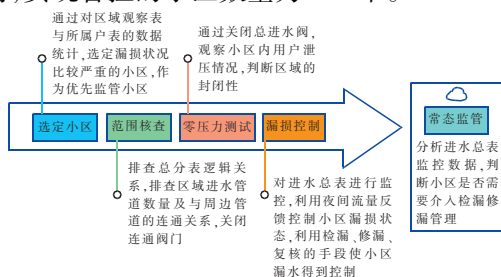 通过对区域观察表
与所属户表的数据
统计,选定漏损状况
比较严重的小区,作
为优先监管小区
通过关闭总进水阀,
观察小区内用户泄
压情况,判断区域的
封闭性
选定小区
范围核查
零压力测试
漏损控制
常态监管
分析进水总表
监控数据,判
断小区是否需
要介入检漏修
漏管理
排查总分表逻辑关
系,排查区域进水管
道数量及与周边管
道的连通关系,关闭
连通阀门
对进水总表进行监
控,利用夜间流量反
馈控制小区漏损状
态,利用检漏、修漏、
复核的手段使小区
漏水得到控制